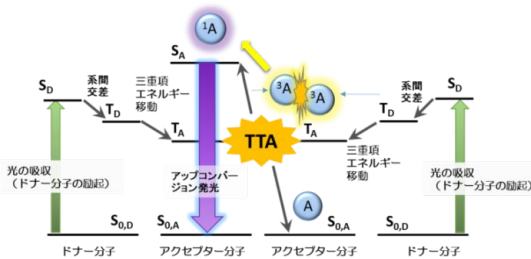 ¹A
S_A
³A
³A
S_D
系間
交差
T_D
三重項
エネルギー
移動
T_A
TTA
T_A
三重項
エネルギー
移動
系間
交差
T_D
S_D
光の吸収
（ドナー分子の励起）
アップコンバー
ジョン発光
A
光の吸収
（ドナー分子の励起）
S_0,D
S_0,A
S_0,A
S_0,D
ドナー分子
アクセプター分子
アクセプター分子
ドナー分子